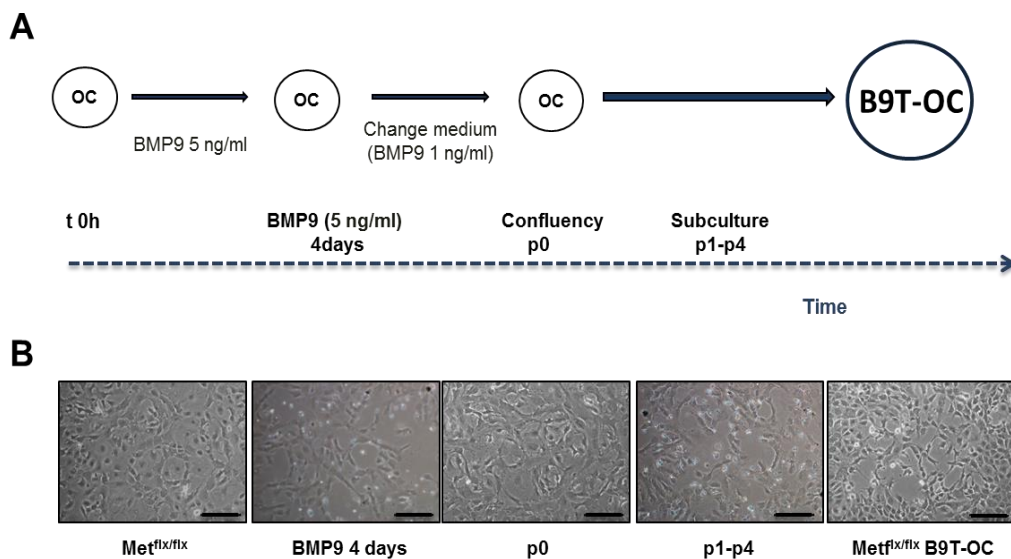 A
OC
OC
OC
B9T-OC
BMP9 5 ng/ml
Change medium
(BMP9 1 ng/ml)
t 0h
BMP9 (5 ng/ml)
4days
Confluency
p0
Subculture
p1-p4
Time
B
Metflx/flx
BMP9 4 days
p0
p1-p4
Metflx/flx B9T-OC